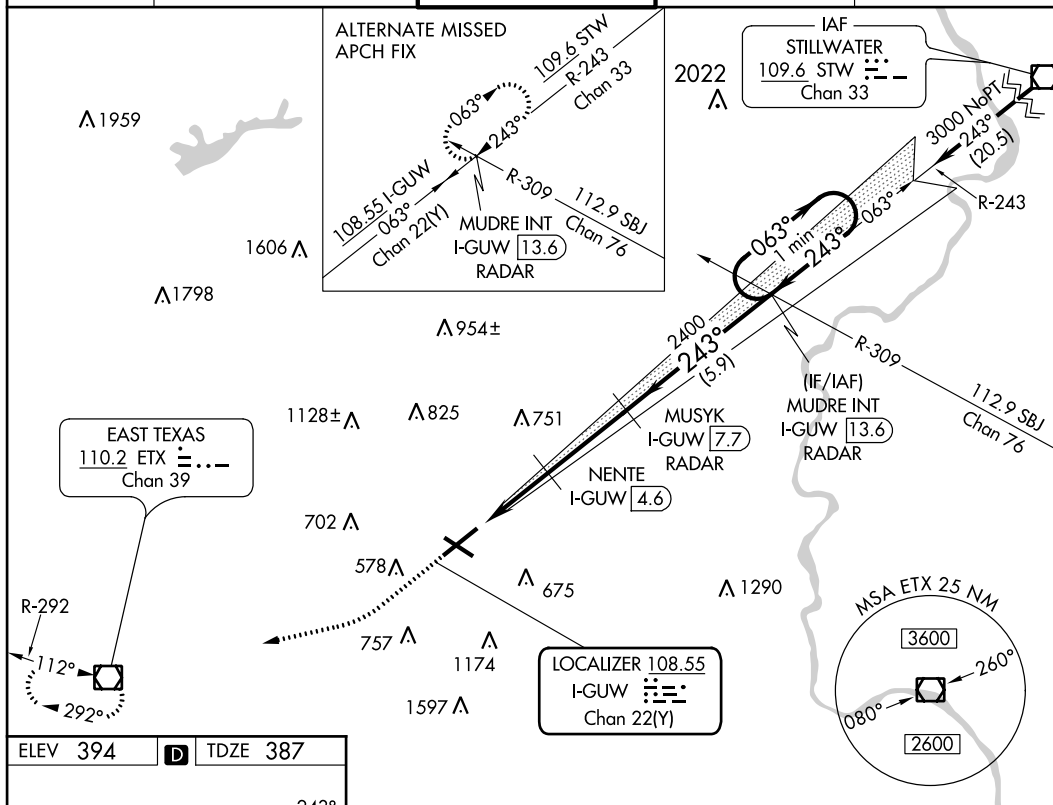 ALTERNATE MISSED
APCH FIX
109.6 STW
R-243
Chan 33
063°
243°
108.55 I-GUW
063°
Chan 22(Y)
R-309
112.9 SBJ
Chan 76
MUDRE INT
I-GUW 13.6
RADAR
2022
IAF
STILLWATER
109.6 STW
Chan 33
3000 NoPT
243°
(20.5)
R-243
1959
1606
1798
954±
1128±
825
751
063°
1 min
243°
063°
2400
243°
(5.9)
R-309
112.9 SBJ
Chan 76
(IF/IAF)
MUDRE INT
I-GUW 13.6
RADAR
MUSYK
I-GUW 7.7
RADAR
NENTE
I-GUW 4.6
EAST TEXAS
110.2 ETX
Chan 39
702
578
675
1290
757
1174
1597
R-292
112°
292°
LOCALIZER 108.55
I-GUW
Chan 22(Y)
MSA ETX 25 NM
3600
260°
080°
2600
ELEV 394 D TDZE 387